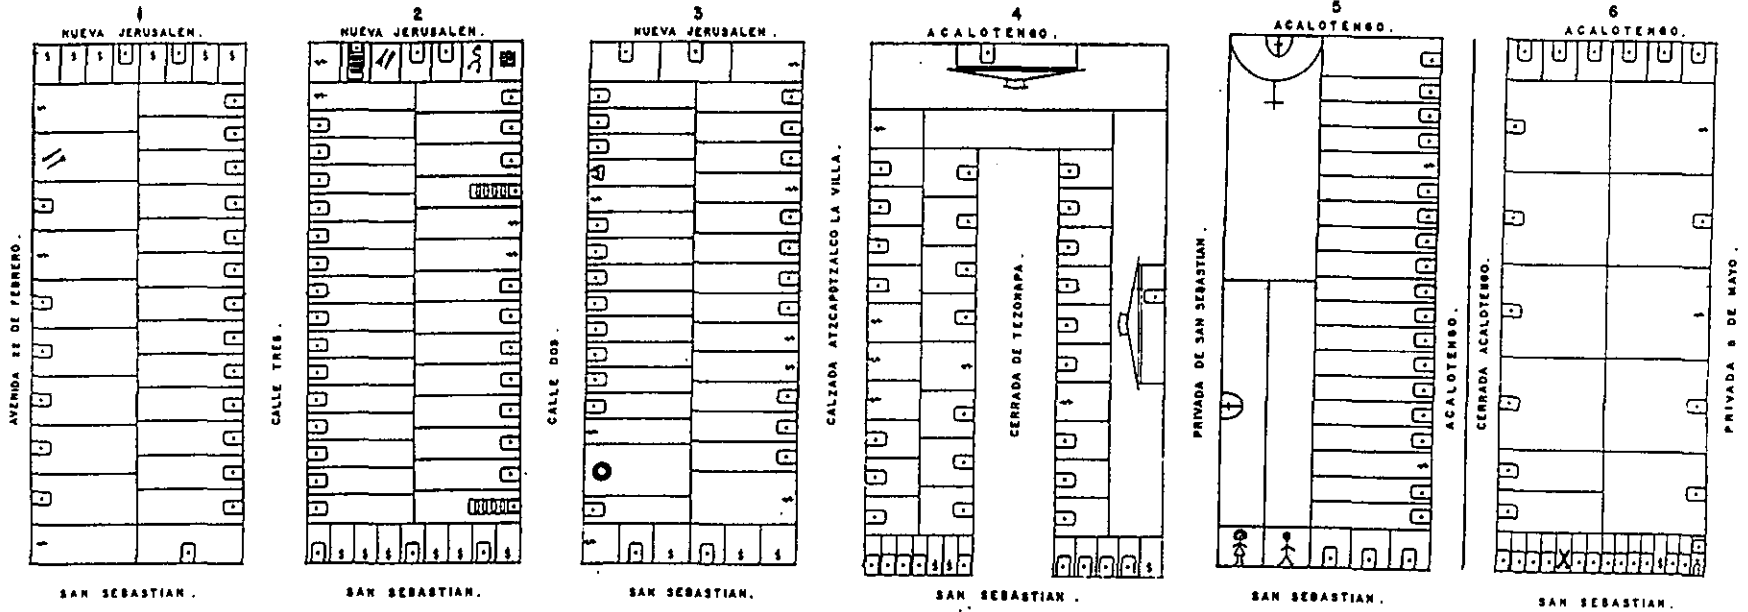 1
2
3
4
5
6
NUEVA JERUSALEN.
NUEVA JERUSALEN.
NUEVA JERUSALEN.
ACALOTENGO.
ACALOTENGO.
ACALOTENGO.
AVENIDA 22 DE FEBRERO.
CALLE TRES.
CALLE DOS.
CALZADA ATZCAPOTZALCO LA VILLA.
CERRADA DE TEZONAPA.
PRIVADA DE SAN SEBASTIAN.
ACALOTENGO.
CERRADA ACALOTENGO.
PRIVADA 5 DE MAYO.
SAN SEBASTIAN.
SAN SEBASTIAN.
SAN SEBASTIAN.
SAN SEBASTIAN.
SAN SEBASTIAN.
SAN SEBASTIAN.